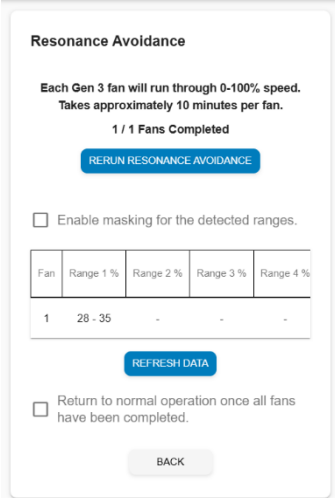 Resonance Avoidance
Each Gen 3 fan will run through 0-100% speed.
Takes approximately 10 minutes per fan.
1 / 1 Fans Completed
RERUN RESONANCE AVOIDANCE
Enable masking for the detected ranges.
Fan Range 1 % Range 2 % Range 3 % Range 4 %
1 28 - 35 - - -
REFRESH DATA
Return to normal operation once all fans
have been completed.
BACK